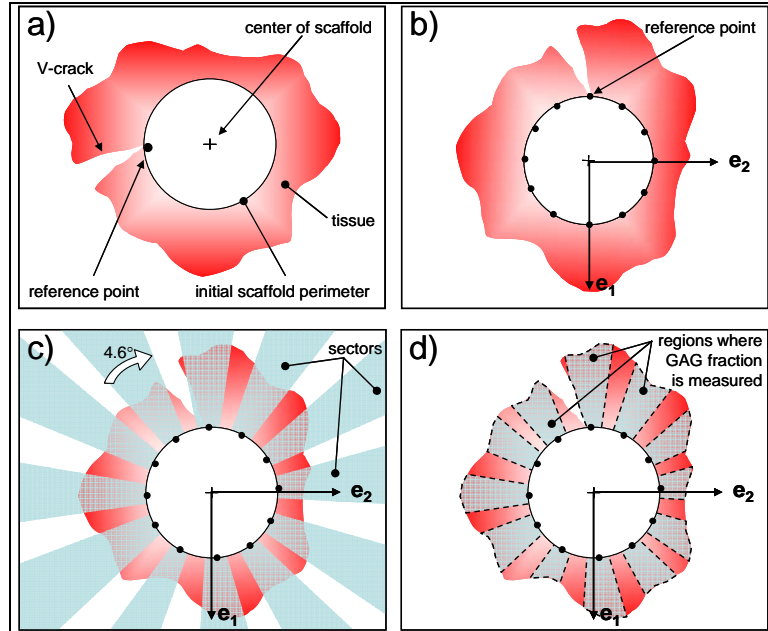 a)
center of scaffold
V-crack
tissue
reference point
initial scaffold perimeter
b)
reference point
e2
e1
c)
4.6°
sectors
e2
e1
d)
regions where
GAG fraction
is measured
e2
e1